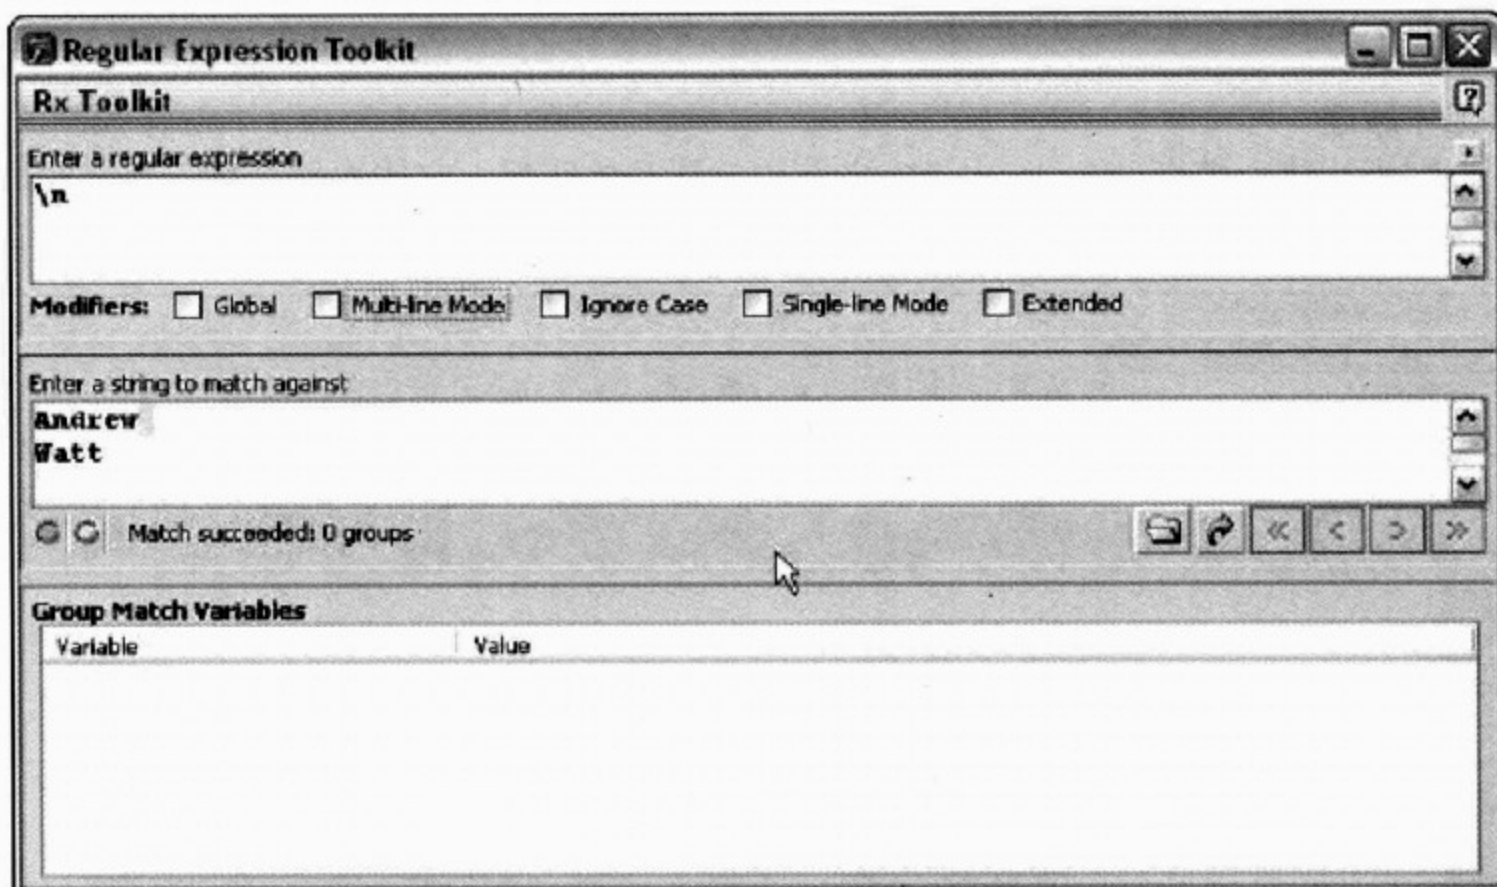 Regular Expression Toolkit
Rx Toolkit
Enter a regular expression
\n
Modifiers: Global Multi-line Mode Ignore Case Single-line Mode Extended
Enter a string to match against
Andrew
Watt
Match succeeded: 0 groups
Group Match Variables
Variable Value